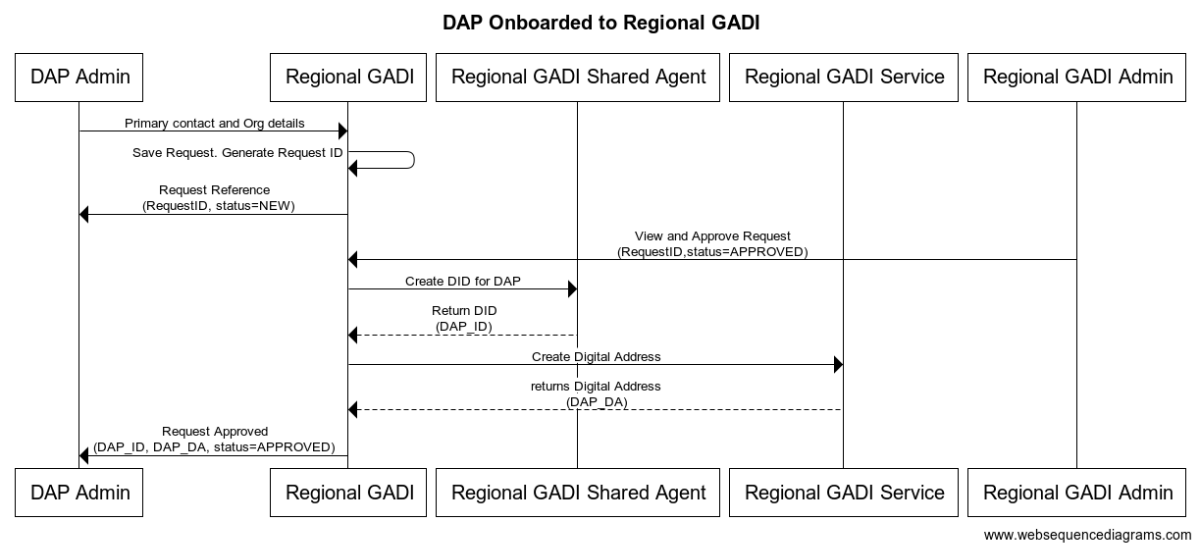 DAP Onboarded to Regional GADI
DAP Admin
Regional GADI
Regional GADI Shared Agent
Regional GADI Service
Regional GADI Admin
Primary contact and Org details
Save Request. Generate Request ID
Request Reference
(RequestID, status=NEW)
View and Approve Request
(RequestID,status=APPROVED)
Create DID for DAP
Return DID
(DAP_ID)
Create Digital Address
returns Digital Address
(DAP_DA)
Request Approved
(DAP_ID, DAP_DA, status=APPROVED)
DAP Admin
Regional GADI
Regional GADI Shared Agent
Regional GADI Service
Regional GADI Admin
www.websequencediagrams.com